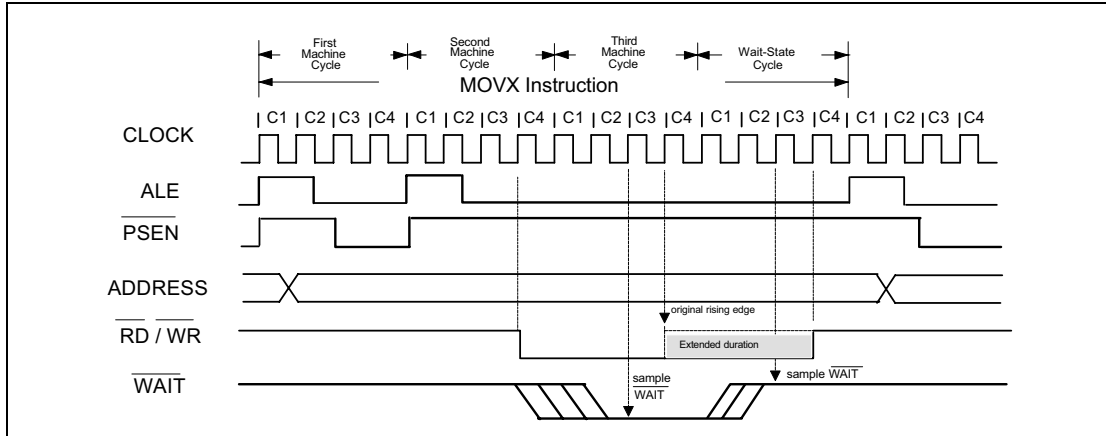 First Machine Cycle
Second Machine Cycle
Third Machine Cycle
Wait-State Cycle
MOVX Instruction
CLOCK
C1 C2 C3 C4 C1 C2 C3 C4 C1 C2 C3 C4 C1 C2 C3 C4 C1 C2 C3 C4
ALE
PSEN
ADDRESS
original rising edge
RD / WR
Extended duration
WAIT
sample WAIT
sample WAIT